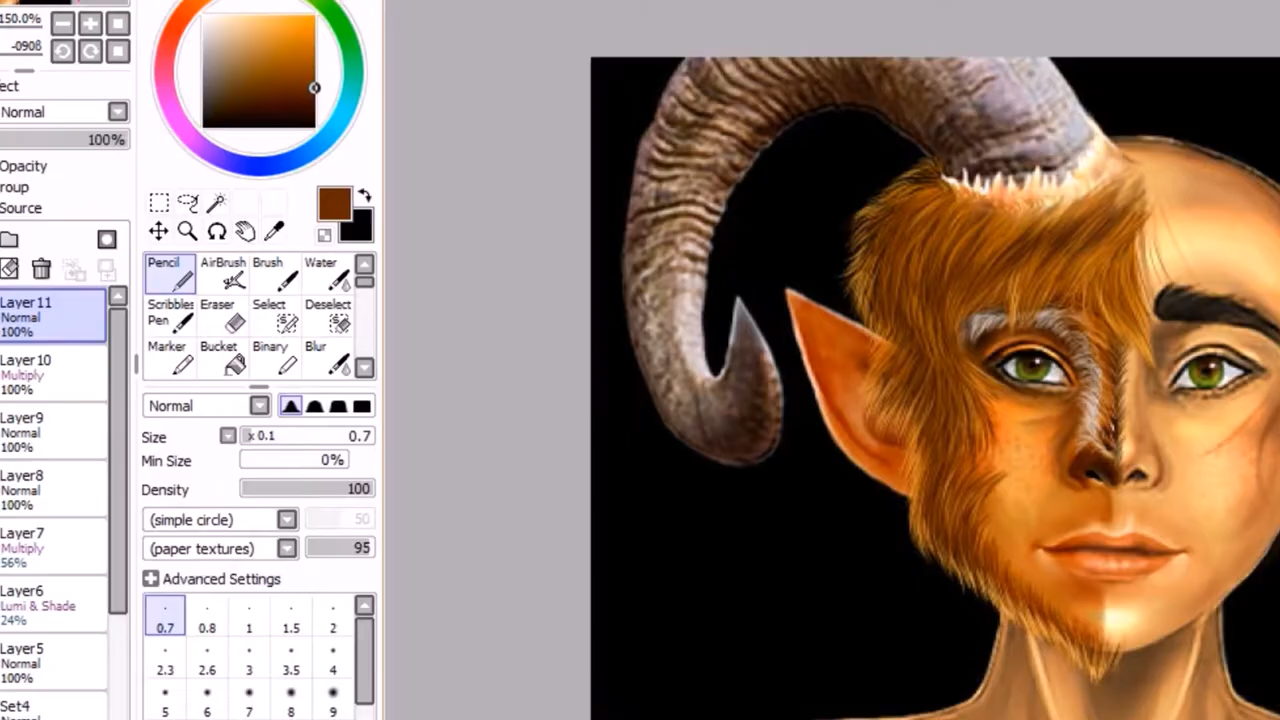 150.0%
-090ß
ect
Normal
100%
Opacity
roup
Source
Layer11
Normal
100%
Layer10
Multiply
100%
Layer9
Normal
100%
Layer8
Normal
100%
Layer7
Multiply
56%
Layer6
Lumi & Shade
24%
Layer5
Normal
100%
Set4
Pencil AirBrush Brush Water
Scribbles Eraser Select Deselect
Pen
Marker Bucket Binary Blur
Normal
Size x 0.1 0.7
Min Size 0%
Density 100
(simple circle) 50
(paper textures) 95
Advanced Settings
0.7 0.8 1 1.5 2
2.3 2.6 3 3.5 4
5 6 7 8 9